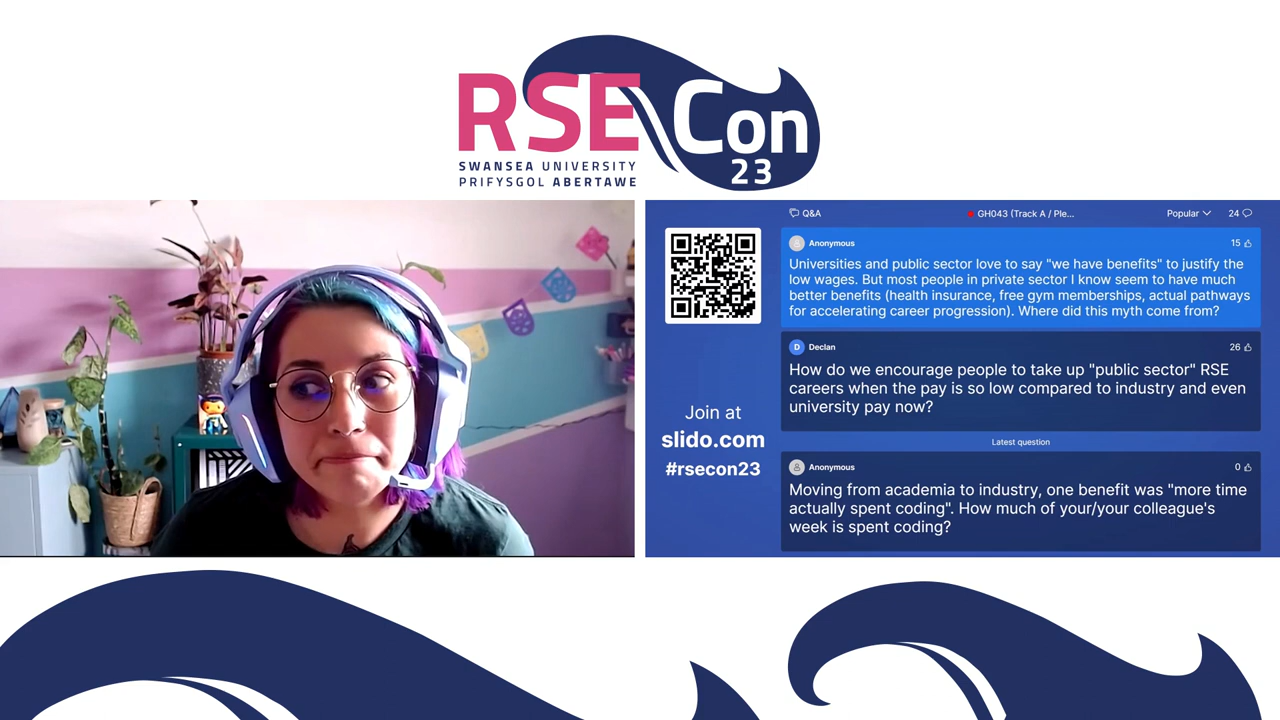 RSE Con
SWANSEA UNIVERSITY
PRIFYSGOL ABERTAWE
23
Q&A
GH043 (Track A / Ple...
Popular
24
Anonymous
15
Universities and public sector love to say "we have benefits" to justify the
low wages. But most people in private sector I know seem to have much
better benefits (health insurance, free gym memberships, actual pathways
for accelerating career progression). Where did this myth come from?
D Declan
26
How do we encourage people to take up "public sector" RSE
careers when the pay is so low compared to industry and even
university pay now?
Join at
slido.com
#rsecon23
Latest question
Anonymous
0
Moving from academia to industry, one benefit was "more time
actually spent coding". How much of your/your colleague's
week is spent coding?